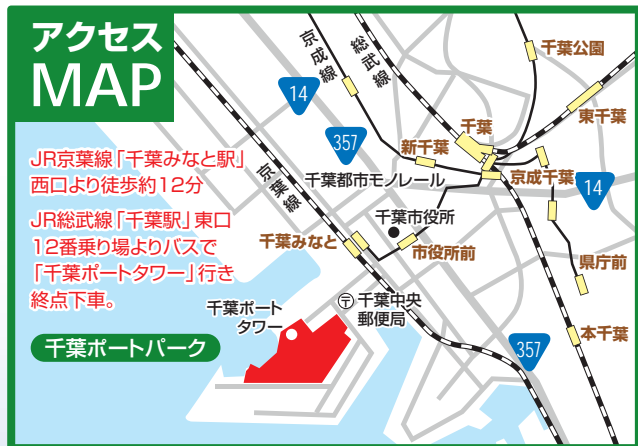 アクセス
MAP
JR京葉線「千葉みなと駅」
西口より徒歩約12分
JR総武線「千葉駅」東口
12番乗り場よりバスで
「千葉ポートタワー」行き
終点下車。
千葉ポートパーク
京成線
総武線
千葉公園
14
357
千葉
東千葉
新千葉
京葉線
千葉都市モノレール
京成千葉
14
千葉市役所
千葉みなと
市役所前
県庁前
千葉ポート
タワー
〒千葉中央
郵便局
本千葉
357